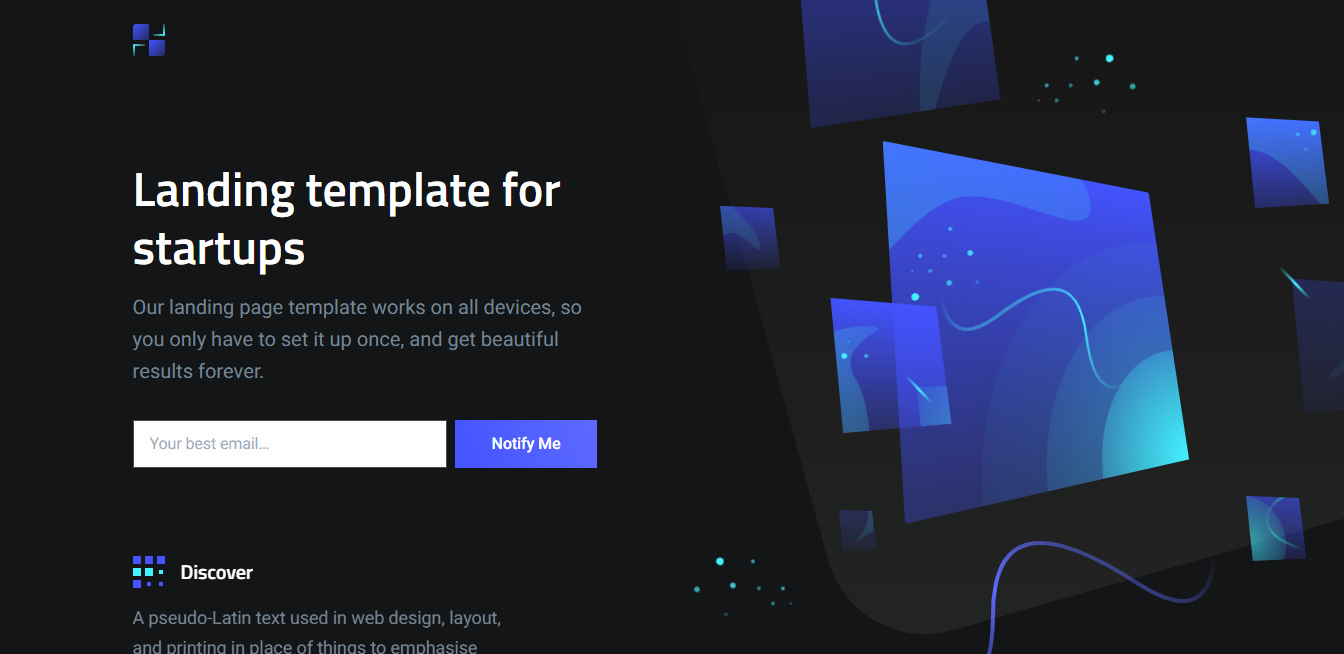 Landing template for
startups
Our landing page template works on all devices, so
you only have to set it up once, and get beautiful
results forever.
Your best email...
Notify Me
Discover
A pseudo-Latin text used in web design, layout,
and printing in place of things to emphasise